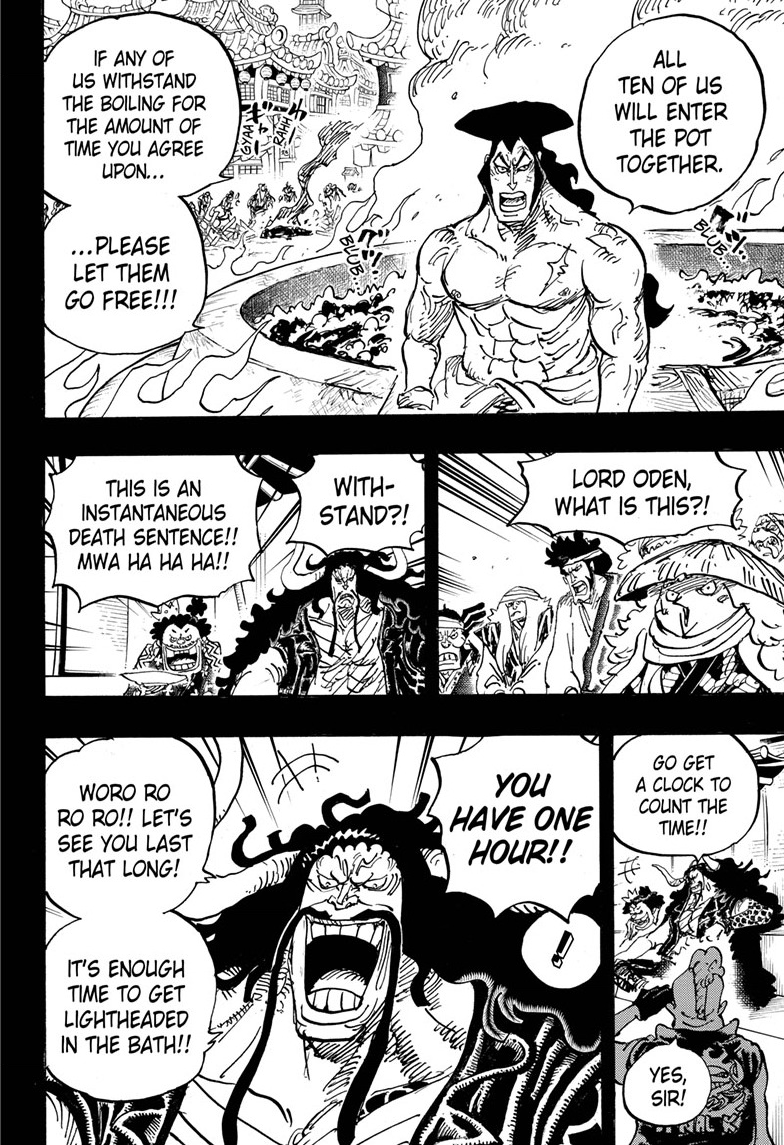 ALL
TEN OF US
WILL ENTER
THE POT
TOGETHER.
IF ANY OF
US WITHSTAND
THE BOILING FOR
THE AMOUNT OF
TIME YOU AGREE
UPON...
...PLEASE
LET THEM
GO FREE!!!
GYAA
RAHH
BLUB...
BLUB...
LORD ODEN,
WHAT IS THIS?!
WITH-
STAND?!
THIS IS AN
INSTANTANEOUS
DEATH SENTENCE!!
MWA HA HA HA!!
GO GET
A CLOCK TO
COUNT THE
TIME!!
YES,
SIR!
YOU
HAVE ONE
HOUR!!
!
WORO RO
RO RO!! LET'S
SEE YOU LAST
THAT LONG!
IT'S ENOUGH
TIME TO GET
LIGHTHEADED
IN THE BATH!!